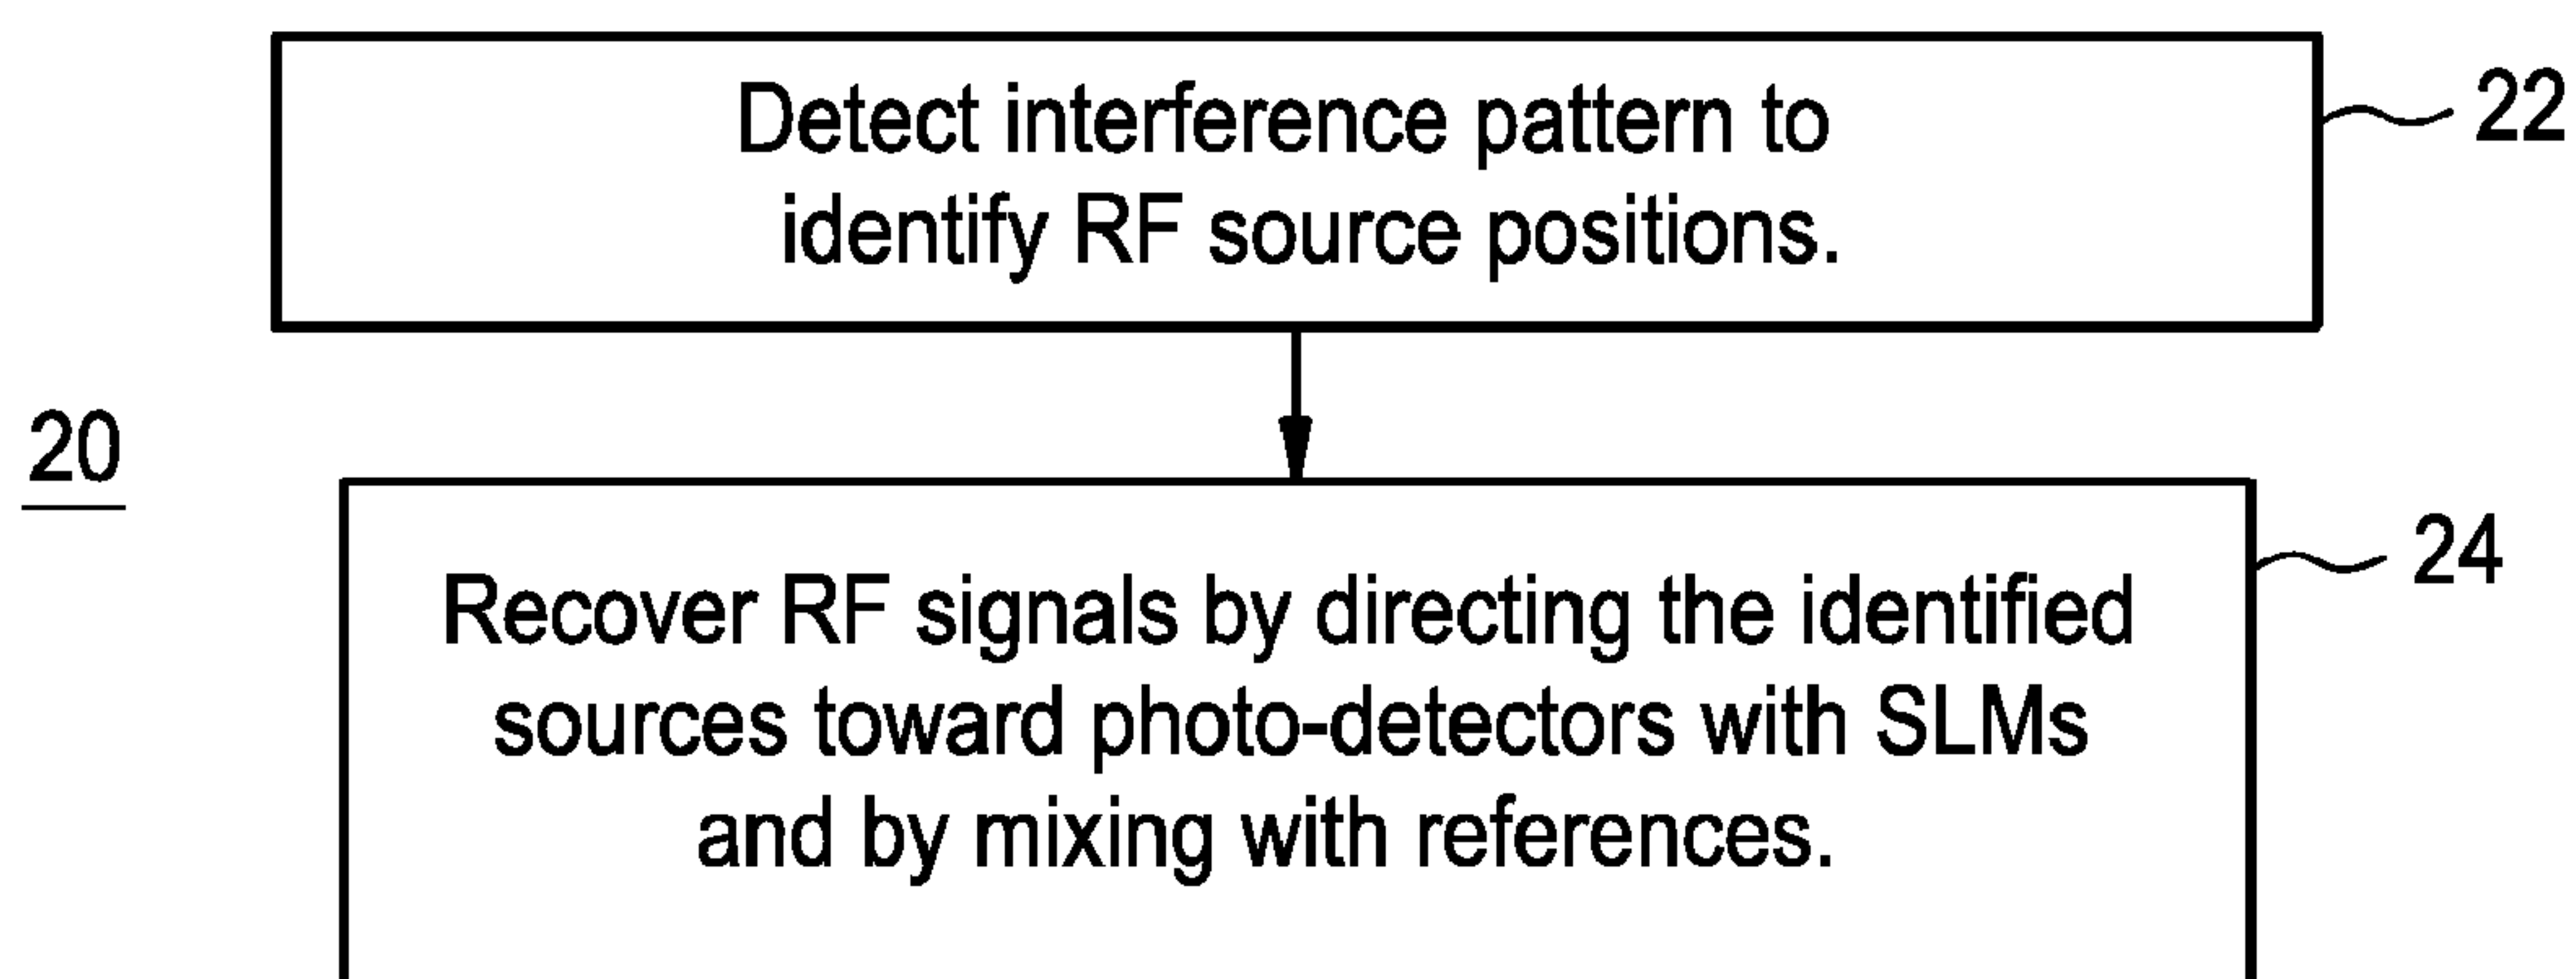 Detect interference pattern to
identify RF source positions.
22
20
Recover RF signals by directing the identified
sources toward photo-detectors with SLMs
and by mixing with references.
24